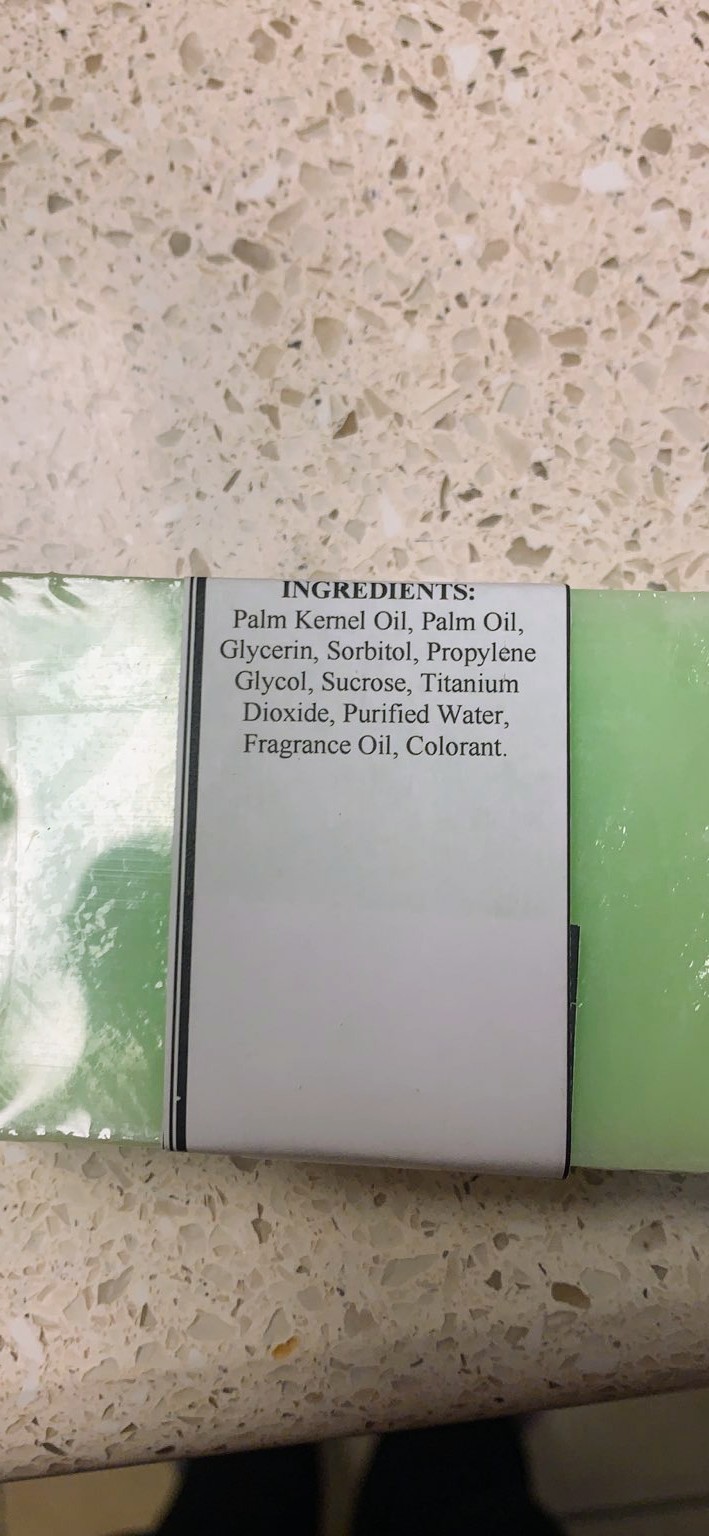 INGREDIENTS:
Palm Kernel Oil, Palm Oil,
Glycerin, Sorbitol, Propylene
Glycol, Sucrose, Titanium
Dioxide, Purified Water,
Fragrance Oil, Colorant.